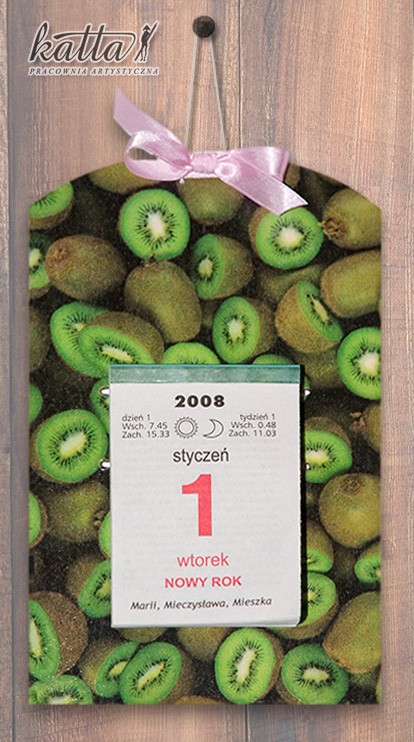 katta
PRACOWNIA ARTYSTYCZNA
2008
dzień 1
Wsch. 7.45
Zach. 15.33
tydzień 1
Wsch. 0.48
Zach. 11.03
styczeń
1
wtorek
NOWY ROK
Marii, Mieczysława, Mieszka